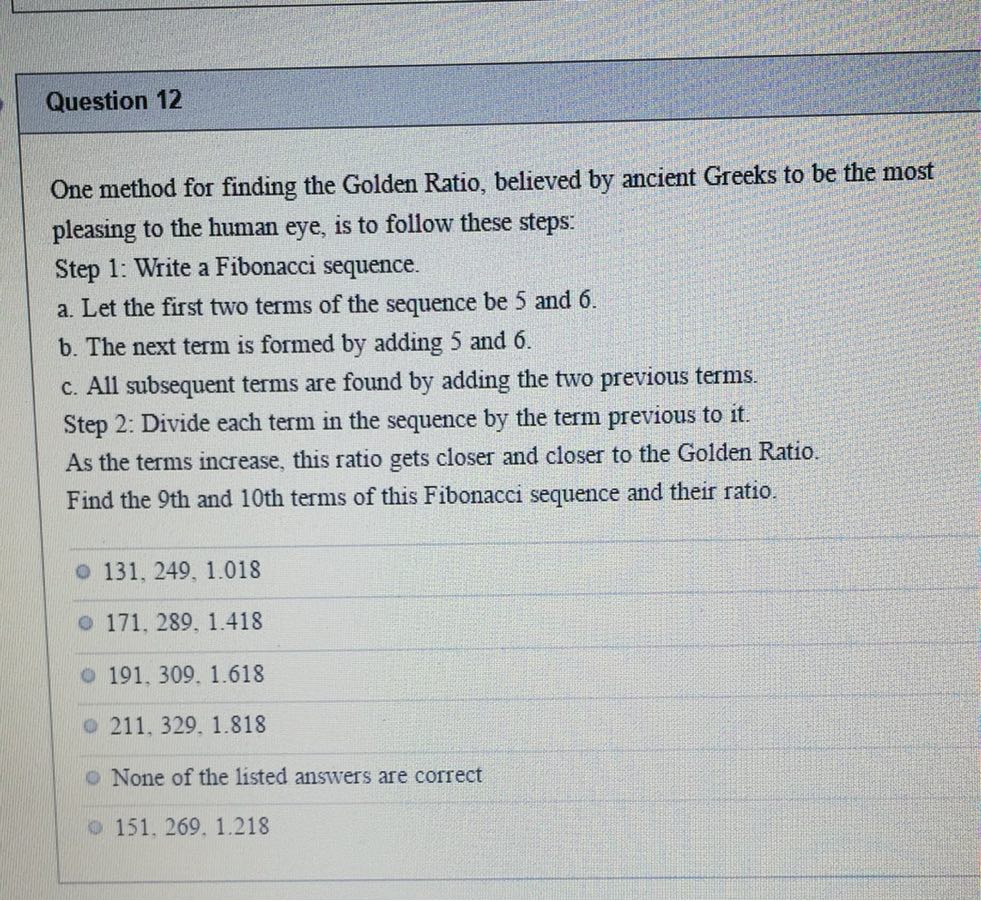 Question 12
One method for finding the Golden Ratio, believed by ancient Greeks to be the most
pleasing to the human eye, is to follow these steps:
Step 1: Write a Fibonacci sequence.
a. Let the first two terms of the sequence be 5 and 6.
b. The next term is formed by adding 5 and 6.
c. All subsequent terms are found by adding the two previous terms.
Step 2: Divide each term in the sequence by the term previous to it.
As the terms increase, this ratio gets closer and closer to the Golden Ratio.
Find the 9th and 10th terms of this Fibonacci sequence and their ratio.
131, 249, 1.018
171, 289, 1.418
191, 309, 1.618
211, 329, 1.818
None of the listed answers are correct
151, 269, 1.218